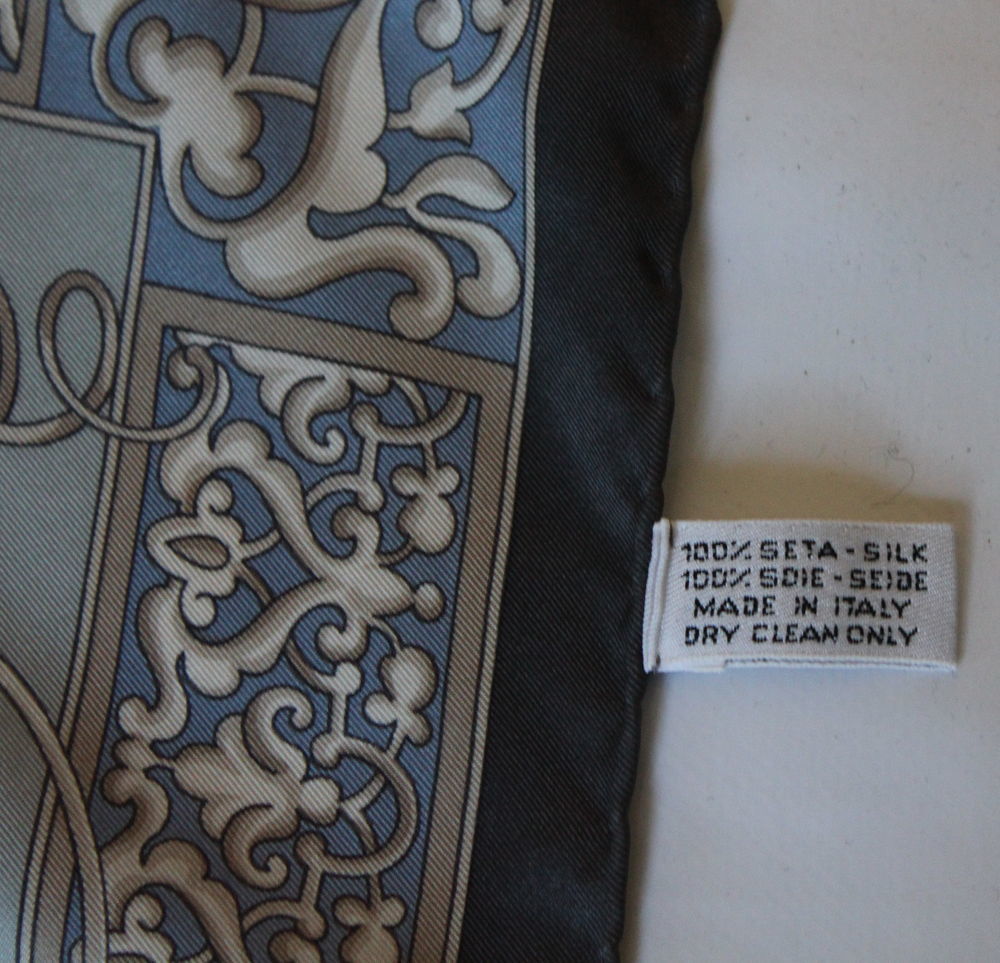 100% SETA - SILK
100% SOIE - SEIDE
MADE IN ITALY
DRY CLEAN ONLY